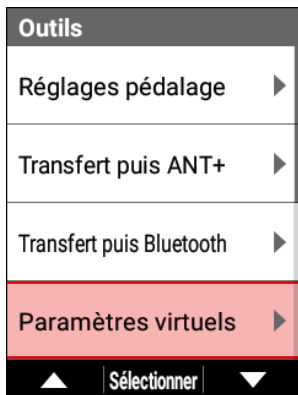 Outils
Réglages pédalage
Transfert puis ANT+
Transfert puis Bluetooth
Paramètres virtuels
Sélectionner